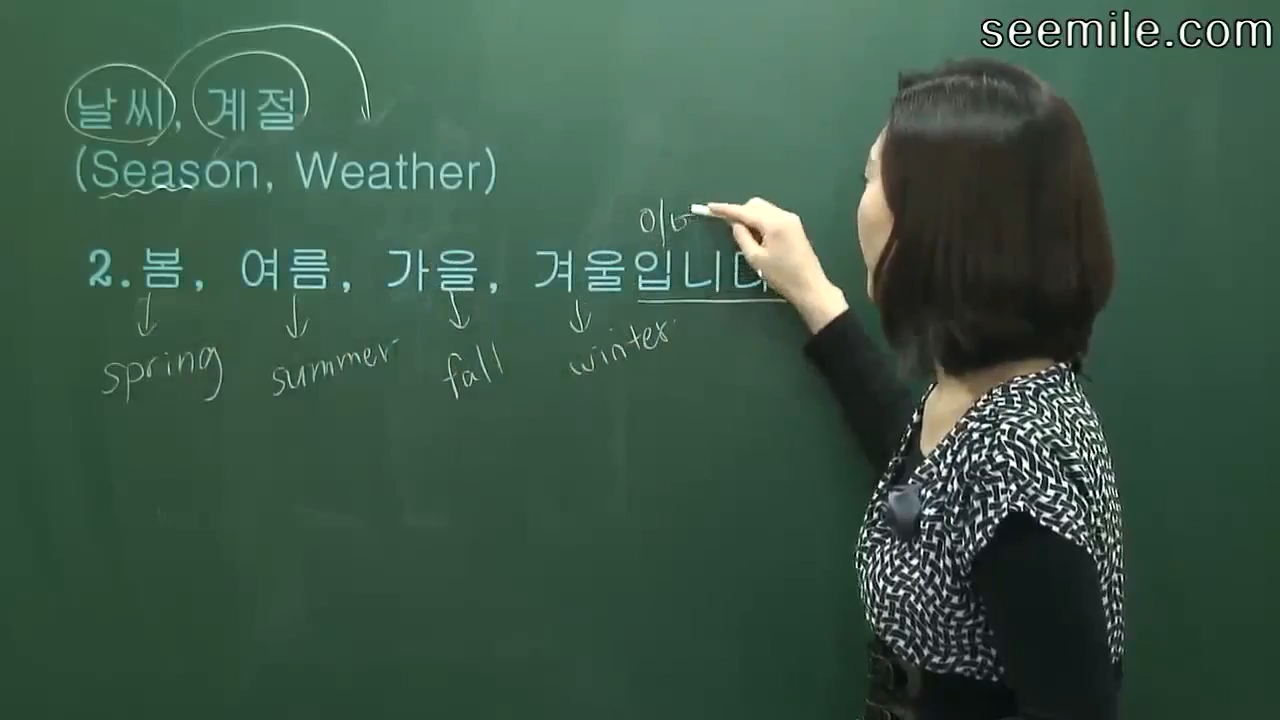 seemile.com
날씨, 계절
(Season, Weather)
2. 봄, 여름, 가을, 겨울입니다
spring summer fall winter